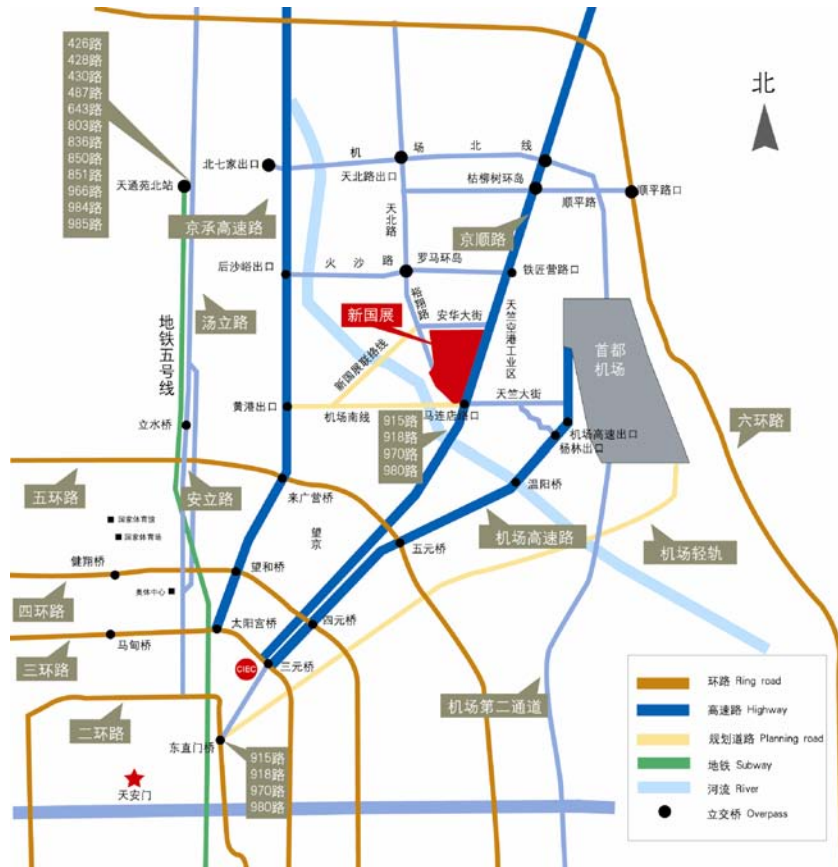 426路
428路
430路
487路
643路
803路
836路
850路
851路
966路
984路
985路
北
机场北线
北七家出口
天北路出口
枯柳树环岛
天通苑北站
顺平路
顺平路口
京承高速路
天北路
京顺路
罗马环岛
火沙路
后沙峪出口
铁匠营路口
裕翔路
安华大街
新国展
汤立路
地铁五号线
新国展联络线
天竺空港工业区
首都
机场
天竺大街
黄港出口
机场南线
马连店路口
915路
918路
970路
980路
机场高速出口
杨林出口
六环路
立水桥
五环路
安立路
来广营桥
温阳桥
国家体育馆
国家体育场
望京
五元桥
机场高速路
机场轻轨
健翔桥
望和桥
奥体中心
四环路
太阳宫桥
四元桥
马甸桥
三环路
CIEC
三元桥
机场第二通道
二环路
东直门桥
915路
918路
970路
980路
天安门
环路 Ring road
高速路 Highway
规划道路 Planning road
地铁 Subway
河流 River
立交桥 Overpass